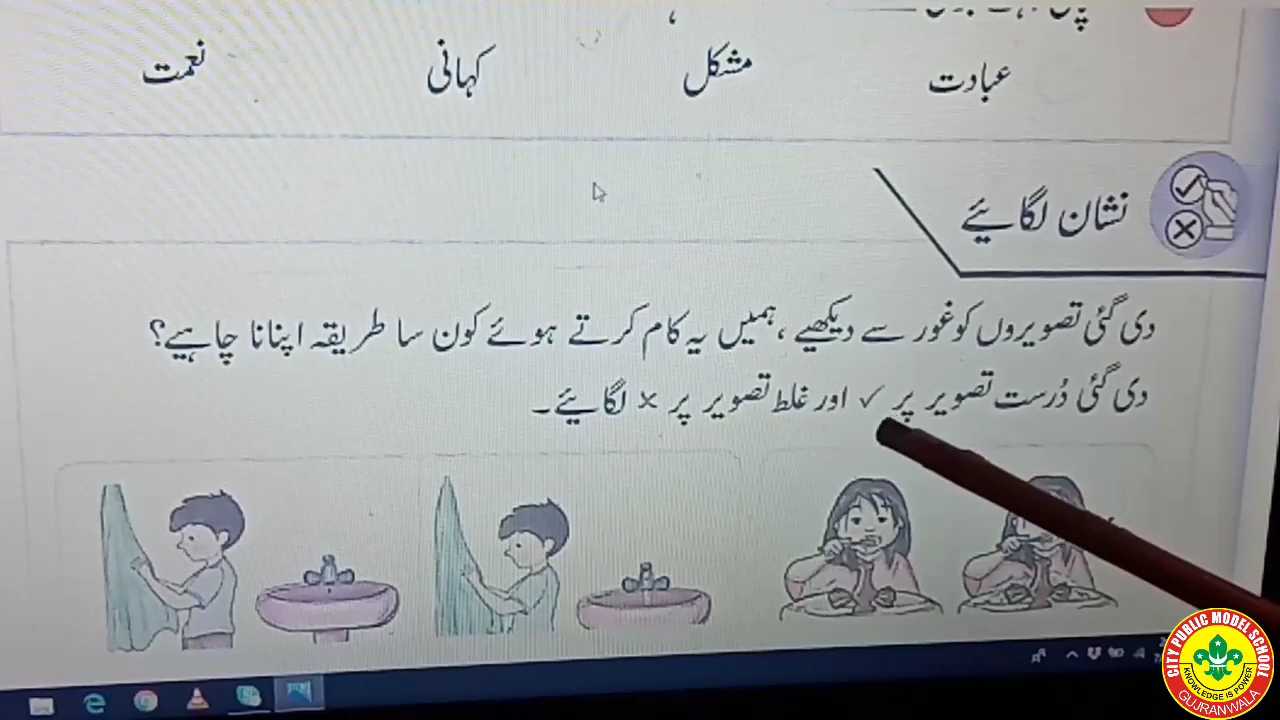 عبادت مشکل کہانی نعمت
نشان لگائیے
دی گئی تصویروں کو غور سے دیکھیے ، ہمیں یہ کام کرتے ہوئے کون سا طریقہ اپنانا چاہیے؟
دی گئی دُرست تصویر پر ✓ اور غلط تصویر پر × لگائیے۔
CITY PUBLIC MODEL SCHOOL
KNOWLEDGE IS POWER
GUJRANWALA